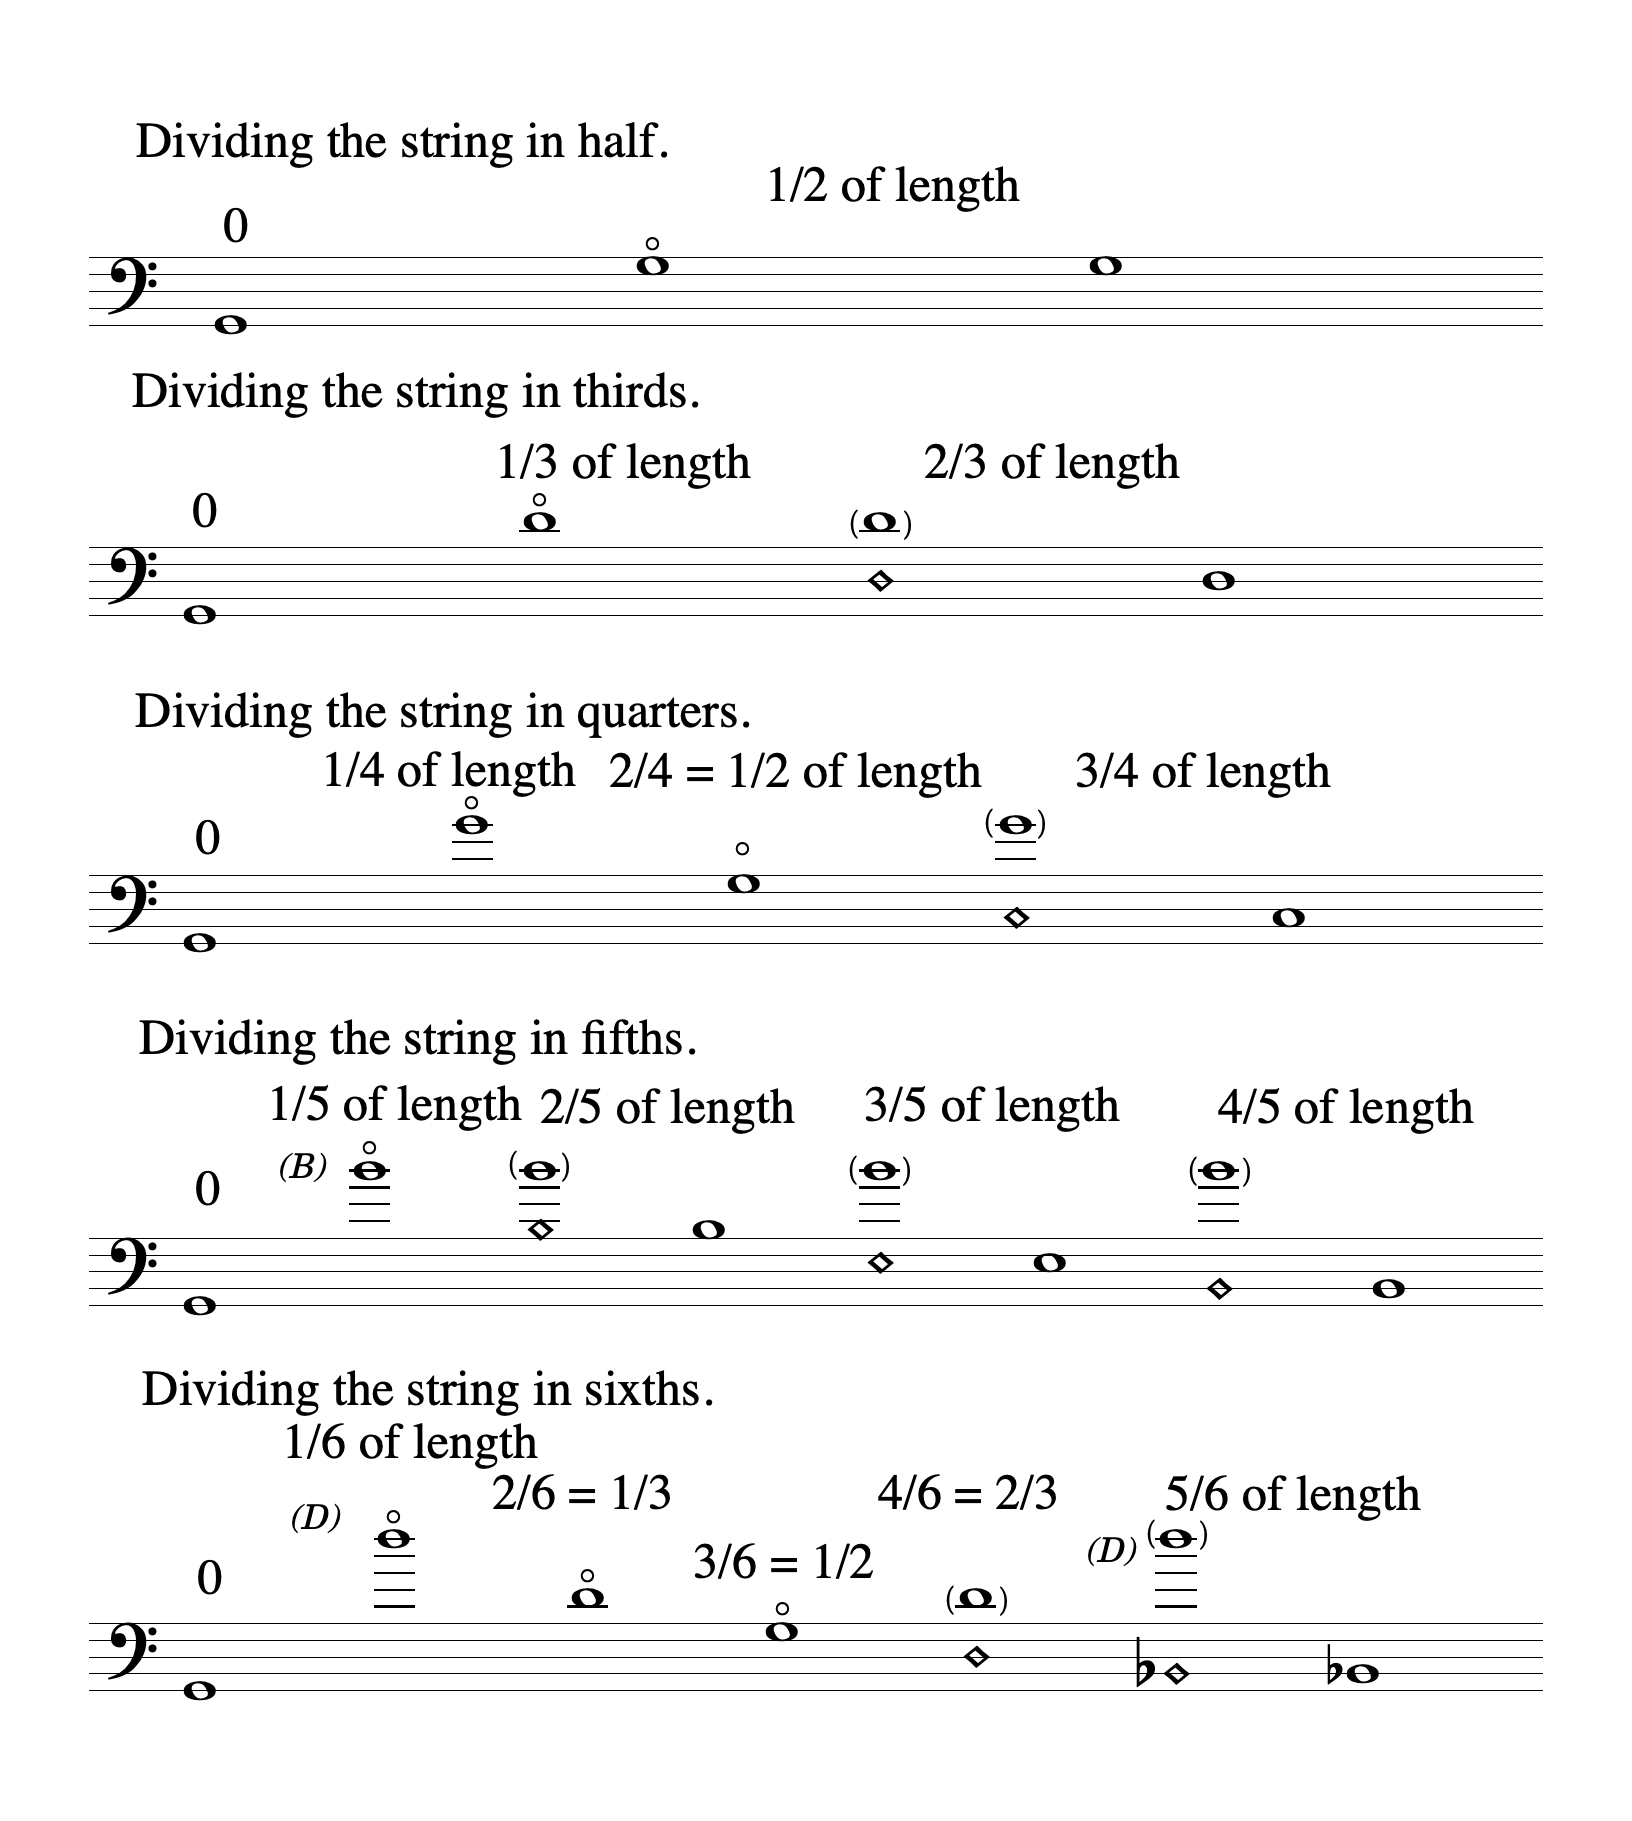 Dividing the string in half.
1/2 of length
0
Dividing the string in thirds.
1/3 of length 2/3 of length
0
( )
Dividing the string in quarters.
1/4 of length 2/4 = 1/2 of length 3/4 of length
0
( )
Dividing the string in fifths.
1/5 of length 2/5 of length 3/5 of length 4/5 of length
(B) ( ) ( ) ( )
0
Dividing the string in sixths.
1/6 of length
2/6 = 1/3 4/6 = 2/3 5/6 of length
(D) ( )
3/6 = 1/2 (D)
0 ( )